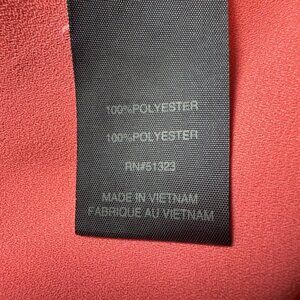 100%POLYESTER
100%POLYESTER
RN#51323
MADE IN VIETNAM
FABRIQUE AU VIETNAM